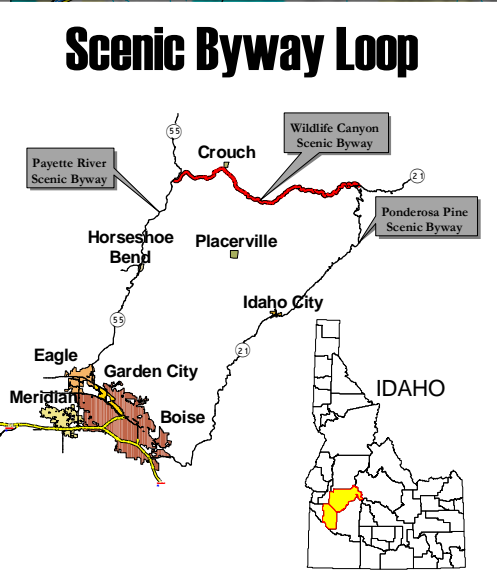 Scenic Byway Loop
55
Wildlife Canyon
Scenic Byway
Crouch
Payette River
Scenic Byway
21
Ponderosa Pine
Scenic Byway
Horseshoe
Bend
Placerville
Idaho City
55
21
Eagle
Garden City
Meridian
Boise
IDAHO